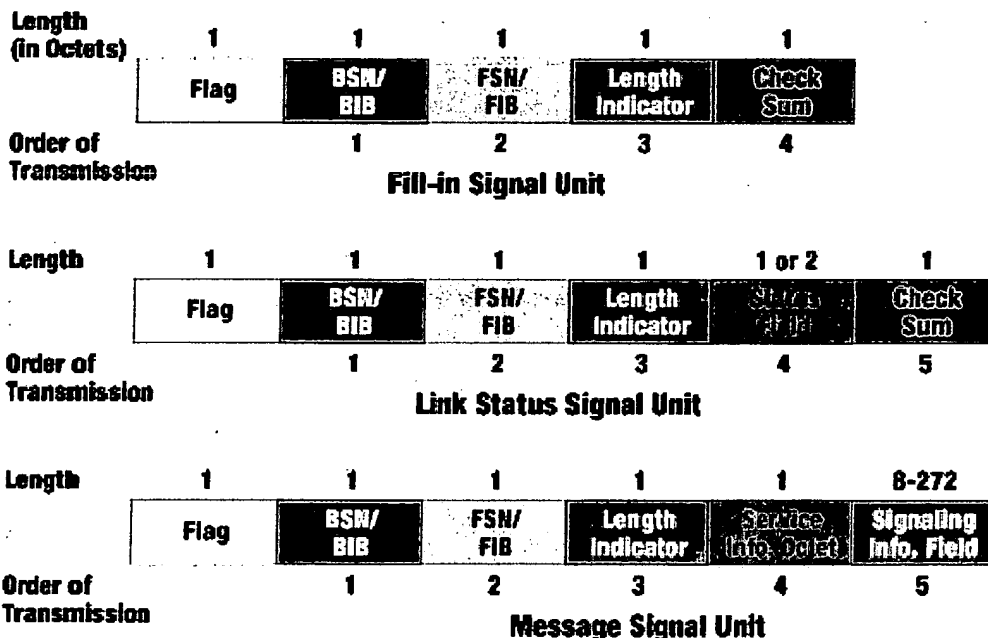 Length
(in Octets) 1 1 1 1 1
Flag BSN/ BIB FSN/ FIB Length Indicator Check Sum
Order of
Transmission 1 2 3 4
Fill-in Signal Unit
Length 1 1 1 1 1 or 2 1
Flag BSN/ BIB FSN/ FIB Length Indicator Status Field Check Sum
Order of
Transmission 1 2 3 4 5
Link Status Signal Unit
Length 1 1 1 1 1 8-272
Flag BSN/ BIB FSN/ FIB Length Indicator Service Info. Octet Signaling Info. Field
Order of
Transmission 1 2 3 4 5
Message Signal Unit